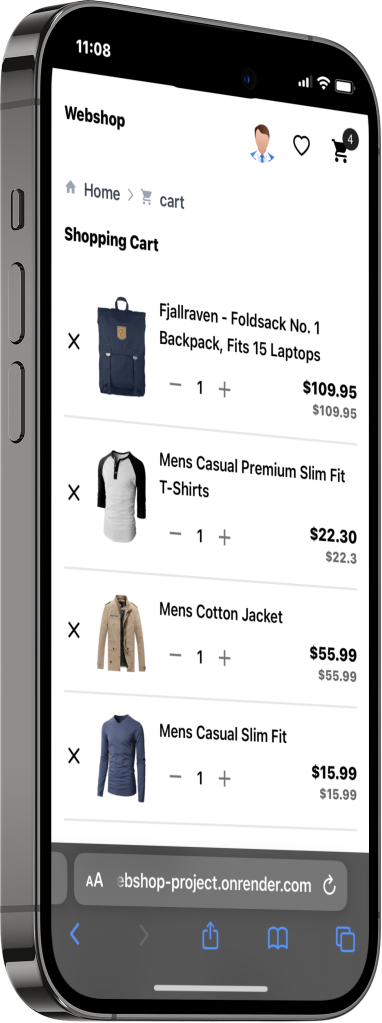 11:08
Webshop
4
Home > cart
Shopping Cart
Fjallraven - Foldsack No. 1
Backpack, Fits 15 Laptops
X
− 1 +
$109.95
$109.95
Mens Casual Premium Slim Fit
T-Shirts
X
− 1 +
$22.30
$22.3
Mens Cotton Jacket
X
− 1 +
$55.99
$55.99
Mens Casual Slim Fit
X
− 1 +
$15.99
$15.99
AA ebshop-project.onrender.com